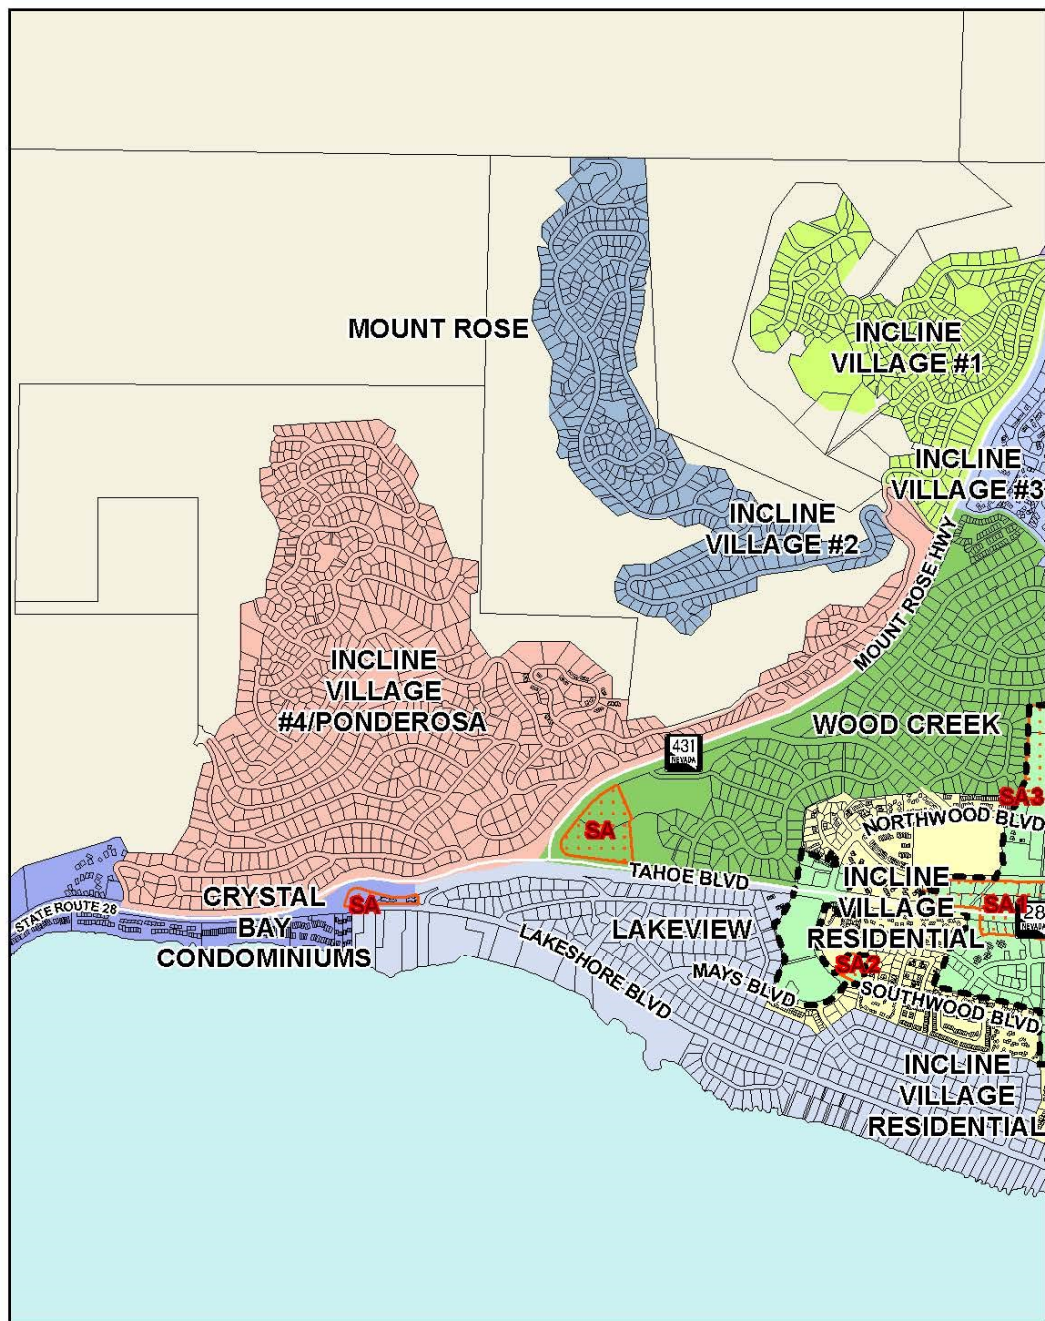 MOUNT ROSE
INCLINE
VILLAGE #1
INCLINE
VILLAGE #3
INCLINE
VILLAGE #2
MOUNT ROSE HWY
INCLINE
VILLAGE
#4/PONDEROSA
WOOD CREEK
431
NEVADA
SA3
NORTHWOOD BLVD
SA
TAHOE BLVD
INCLINE
VILLAGE
RESIDENTIAL
SA1
28
NEVADA
CRYSTAL
BAY
CONDOMINIUMS
SA
STATE ROUTE 28
LAKEVIEW
LAKESHORE BLVD
MAYS BLVD
SA2
SOUTHWOOD BLVD
INCLINE
VILLAGE
RESIDENTIAL